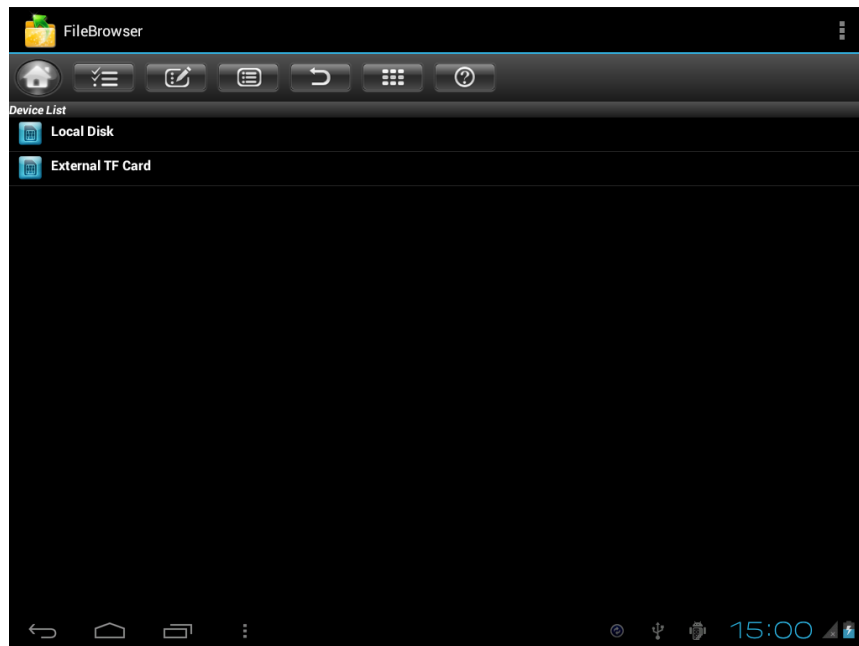 FileBrowser
Device List
Local Disk
External TF Card
15:00